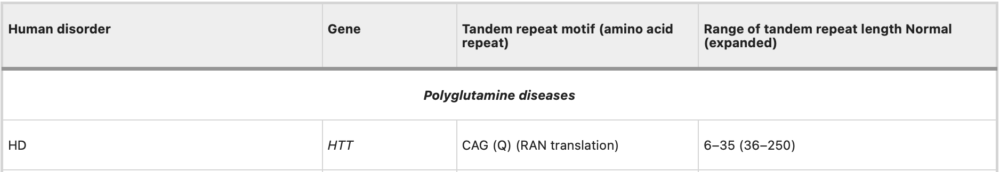 Human disorder
Gene
Tandem repeat motif (amino acid
repeat)
Range of tandem repeat length Normal
(expanded)
Polyglutamine diseases
HD
HTT
CAG (Q) (RAN translation)
6–35 (36–250)